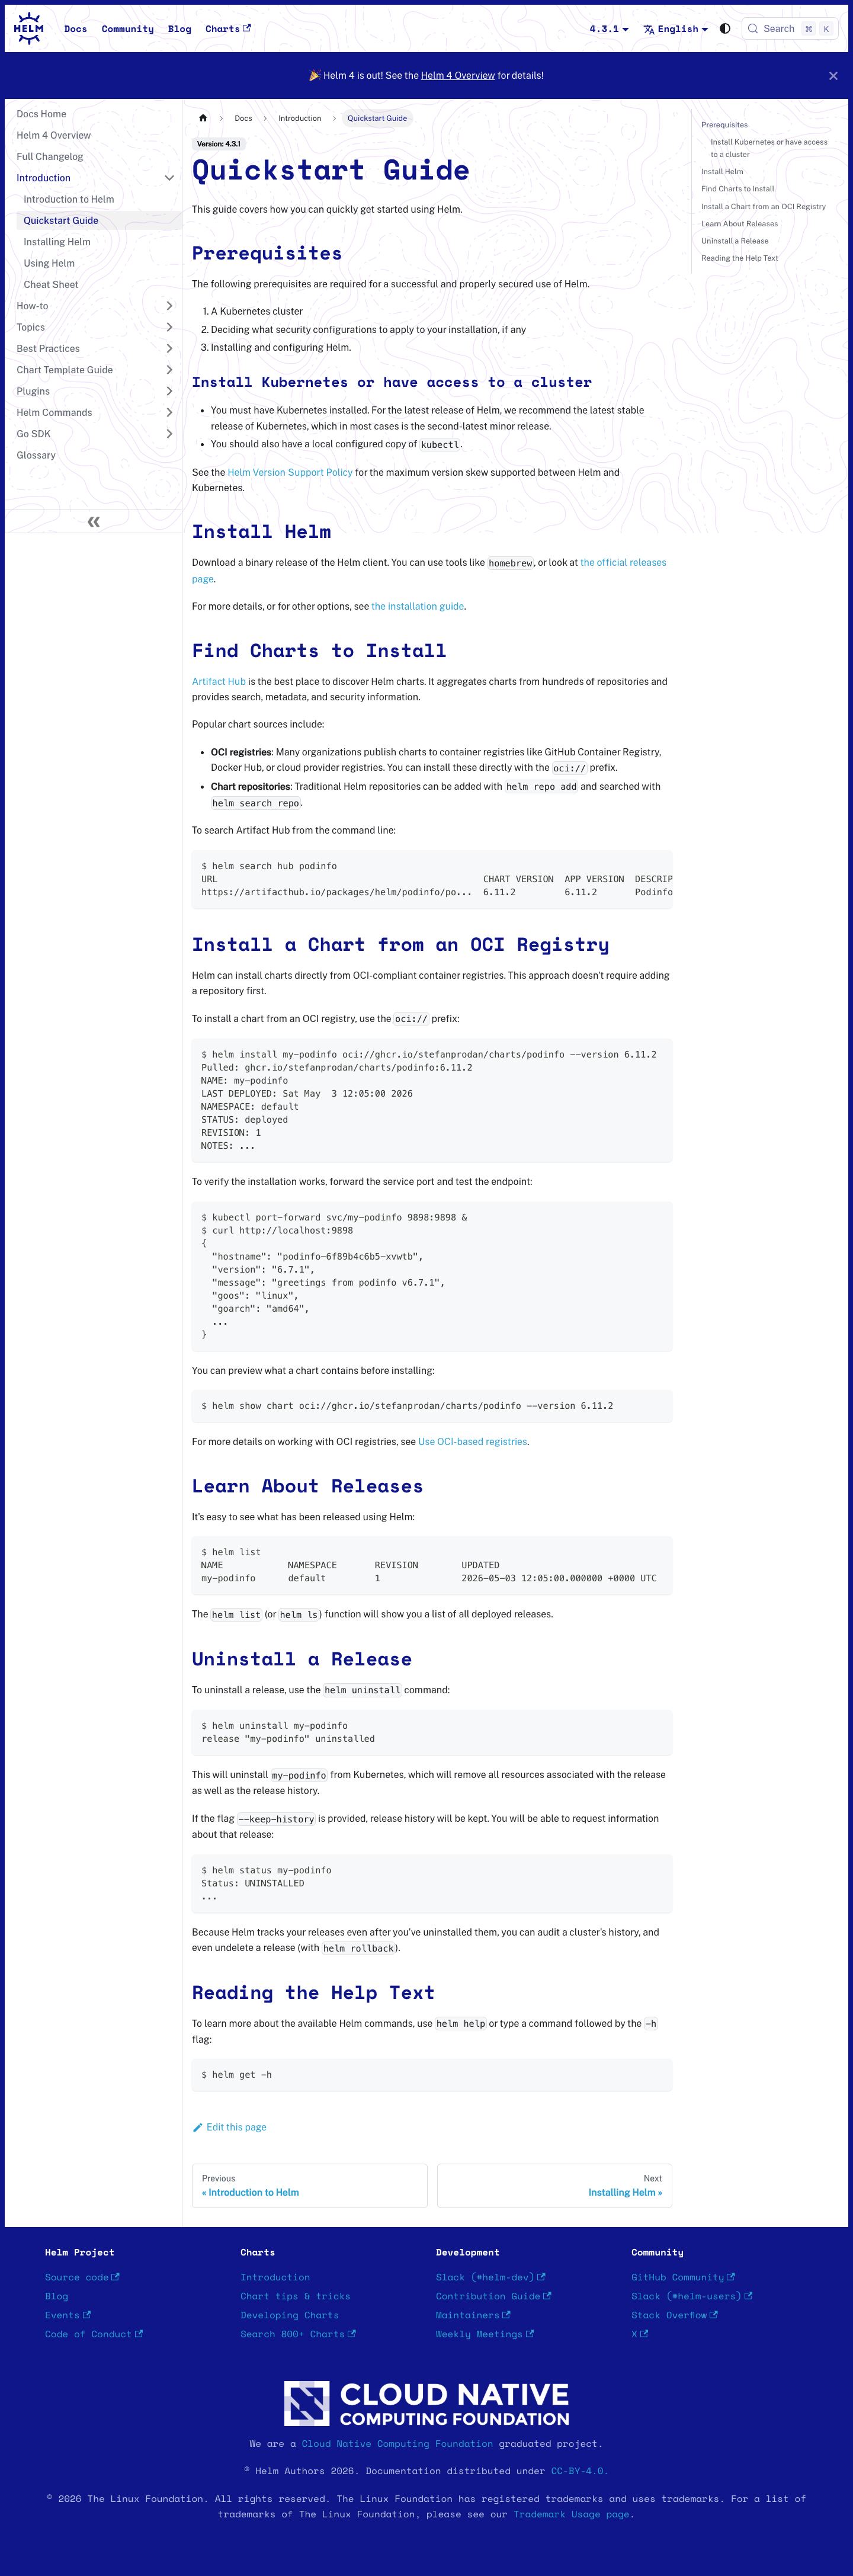 HELM
Docs
Community
Blog
Charts
4.3.1
English
Search
⌘
K
🎉 Helm 4 is out! See the Helm 4 Overview for details!
Docs Home
Helm 4 Overview
Full Changelog
Introduction
Introduction to Helm
Quickstart Guide
Installing Helm
Using Helm
Cheat Sheet
How-to
Topics
Best Practices
Chart Template Guide
Plugins
Helm Commands
Go SDK
Glossary
Docs
Introduction
Quickstart Guide
Version: 4.3.1
Quickstart Guide
This guide covers how you can quickly get started using Helm.
Prerequisites
The following prerequisites are required for a successful and properly secured use of Helm.
1. A Kubernetes cluster
2. Deciding what security configurations to apply to your installation, if any
3. Installing and configuring Helm.
Install Kubernetes or have access to a cluster
• You must have Kubernetes installed. For the latest release of Helm, we recommend the latest stable
release of Kubernetes, which in most cases is the second-latest minor release.
• You should also have a local configured copy of kubectl.
See the Helm Version Support Policy for the maximum version skew supported between Helm and
Kubernetes.
Install Helm
Download a binary release of the Helm client. You can use tools like homebrew, or look at the official releases
page.
For more details, or for other options, see the installation guide.
Find Charts to Install
Artifact Hub is the best place to discover Helm charts. It aggregates charts from hundreds of repositories and
provides search, metadata, and security information.
Popular chart sources include:
• OCI registries: Many organizations publish charts to container registries like GitHub Container Registry,
Docker Hub, or cloud provider registries. You can install these directly with the oci:// prefix.
• Chart repositories: Traditional Helm repositories can be added with helm repo add and searched with
helm search repo.
To search Artifact Hub from the command line:
$ helm search hub podinfo
URL CHART VERSION APP VERSION DESCRIP
https://artifacthub.io/packages/helm/podinfo/po... 6.11.2 6.11.2 Podinfo
Install a Chart from an OCI Registry
Helm can install charts directly from OCI-compliant container registries. This approach doesn't require adding
a repository first.
To install a chart from an OCI registry, use the oci:// prefix:
$ helm install my-podinfo oci://ghcr.io/stefanprodan/charts/podinfo --version 6.11.2
Pulled: ghcr.io/stefanprodan/charts/podinfo:6.11.2
NAME: my-podinfo
LAST DEPLOYED: Sat May  3 12:05:00 2026
NAMESPACE: default
STATUS: deployed
REVISION: 1
NOTES: ...
To verify the installation works, forward the service port and test the endpoint:
$ kubectl port-forward svc/my-podinfo 9898:9898 &
$ curl http://localhost:9898
{
"hostname": "podinfo-6f89b4c6b5-xvwtb",
"version": "6.7.1",
"message": "greetings from podinfo v6.7.1",
"goos": "linux",
"goarch": "amd64",
...
}
You can preview what a chart contains before installing:
$ helm show chart oci://ghcr.io/stefanprodan/charts/podinfo --version 6.11.2
For more details on working with OCI registries, see Use OCI-based registries.
Learn About Releases
It's easy to see what has been released using Helm:
$ helm list
NAME NAMESPACE REVISION UPDATED
my-podinfo default 1 2026-05-03 12:05:00.000000 +0000 UTC
The helm list (or helm ls) function will show you a list of all deployed releases.
Uninstall a Release
To uninstall a release, use the helm uninstall command:
$ helm uninstall my-podinfo
release "my-podinfo" uninstalled
This will uninstall my-podinfo from Kubernetes, which will remove all resources associated with the release
as well as the release history.
If the flag --keep-history is provided, release history will be kept. You will be able to request information
about that release:
$ helm status my-podinfo
Status: UNINSTALLED
...
Because Helm tracks your releases even after you've uninstalled them, you can audit a cluster's history, and
even undelete a release (with helm rollback).
Reading the Help Text
To learn more about the available Helm commands, use helm help or type a command followed by the -h
flag:
$ helm get -h
Edit this page
Previous
« Introduction to Helm
Next
Installing Helm »
Prerequisites
Install Kubernetes or have access
to a cluster
Install Helm
Find Charts to Install
Install a Chart from an OCI Registry
Learn About Releases
Uninstall a Release
Reading the Help Text
Helm Project
Source code
Blog
Events
Code of Conduct
Charts
Introduction
Chart tips & tricks
Developing Charts
Search 800+ Charts
Development
Slack (#helm-dev)
Contribution Guide
Maintainers
Weekly Meetings
Community
GitHub Community
Slack (#helm-users)
Stack Overflow
X
CLOUD NATIVE
COMPUTING FOUNDATION
We are a Cloud Native Computing Foundation graduated project.
© Helm Authors 2026. Documentation distributed under CC-BY-4.0.
© 2026 The Linux Foundation. All rights reserved. The Linux Foundation has registered trademarks and uses trademarks. For a list of
trademarks of The Linux Foundation, please see our Trademark Usage page.